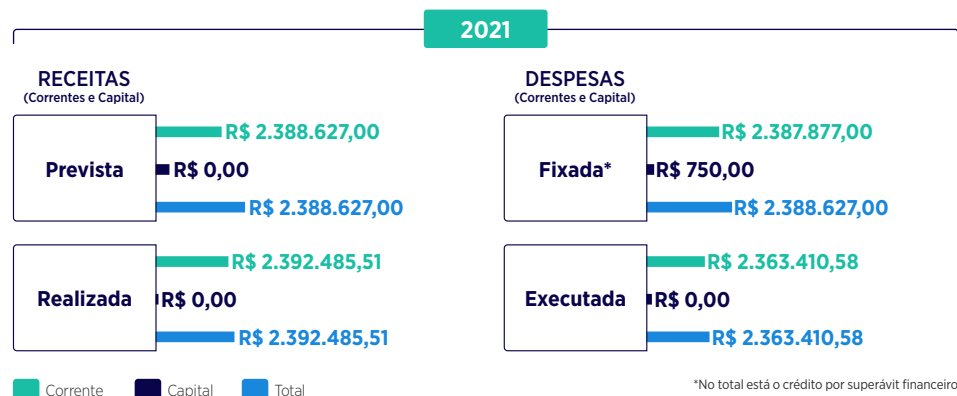 2021
RECEITAS
(Correntes e Capital)
Prevista
R$ 2.388.627,00
R$ 0,00
R$ 2.388.627,00
Realizada
R$ 2.392.485,51
R$ 0,00
R$ 2.392.485,51
DESPESAS
(Correntes e Capital)
Fixada*
R$ 2.387.877,00
R$ 750,00
R$ 2.388.627,00
Executada
R$ 2.363.410,58
R$ 0,00
R$ 2.363.410,58
Corrente
Capital
Total
*No total está o crédito por superávit financeiro